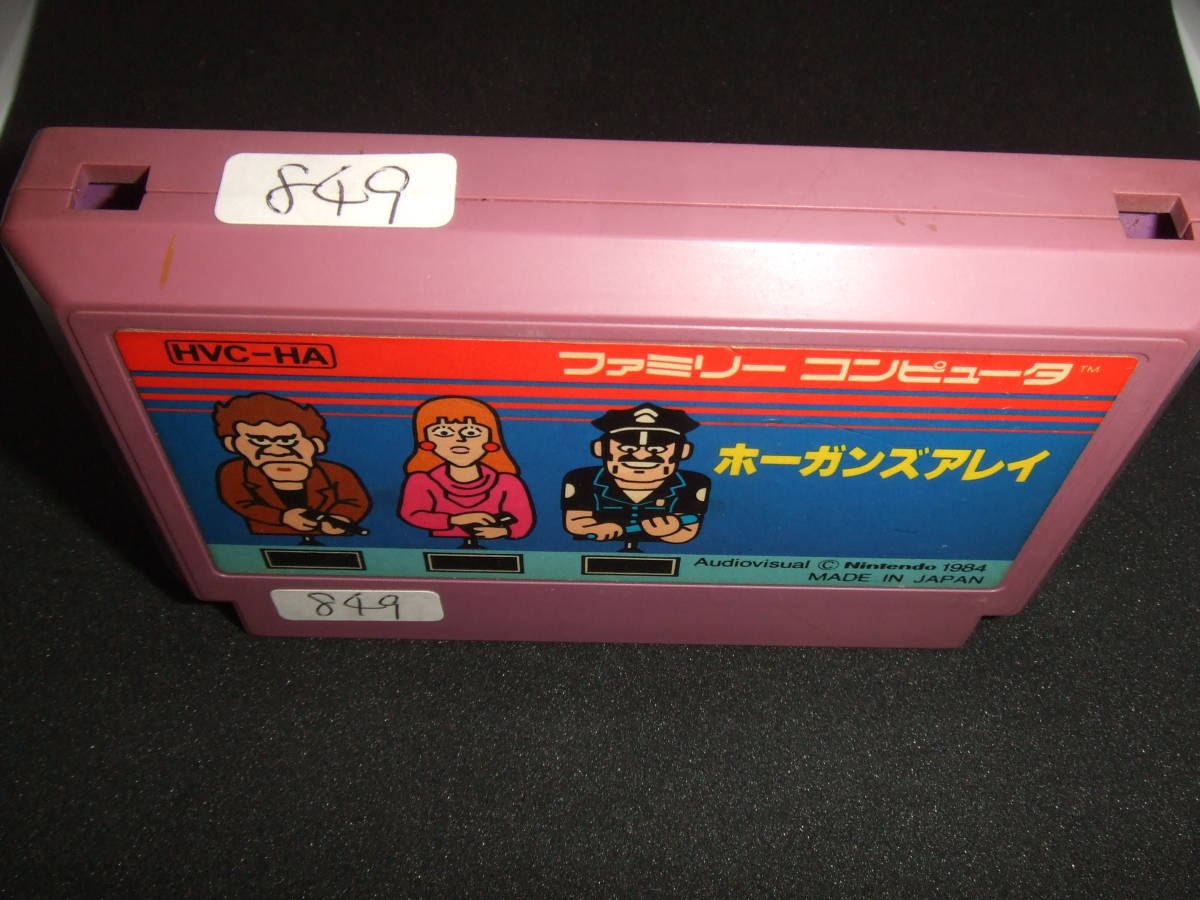 849
HVC-HA
ファミリー コンピュータ™
ホーガンズアレイ
Audiovisual © Nintendo 1984
MADE IN JAPAN
849